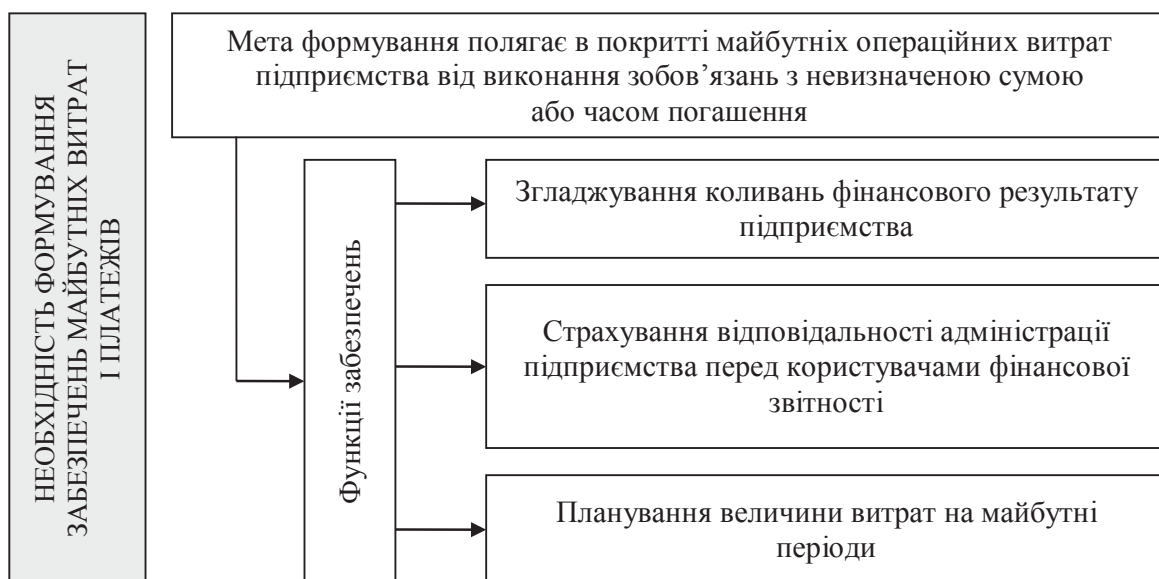 НЕОБХІДНІСТЬ ФОРМУВАННЯ
ЗАБЕЗПЕЧЕНЬ МАЙБУТНІХ ВИТРАТ
І ПЛАТЕЖІВ
Мета формування полягає в покритті майбутніх операційних витрат
підприємства від виконання зобов’язань з невизначеною сумою
або часом погашення
Функції забезпечень
Згладжування коливань фінансового результату
підприємства
Страхування відповідальності адміністрації
підприємства перед користувачами фінансової
звітності
Планування величини витрат на майбутні
періоди